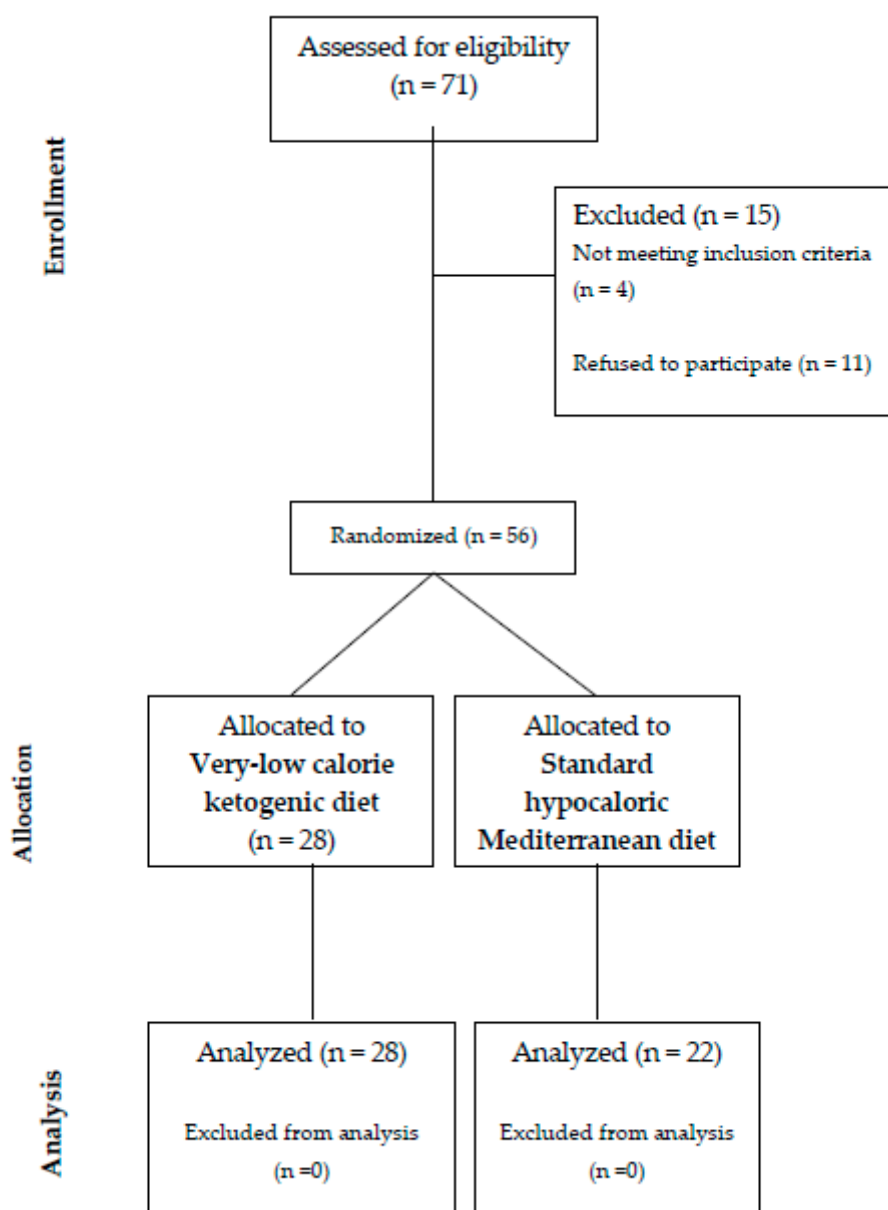 Assessed for eligibility
(n = 71)
Enrollment
Excluded (n = 15)
Not meeting inclusion criteria
(n = 4)
Refused to participate (n = 11)
Randomized (n = 56)
Allocation
Allocated to
Very-low calorie
ketogenic diet
(n = 28)
Allocated to
Standard
hypocaloric
Mediterranean diet
Analysis
Analyzed (n = 28)
Excluded from analysis
(n =0)
Analyzed (n = 22)
Excluded from analysis
(n =0)